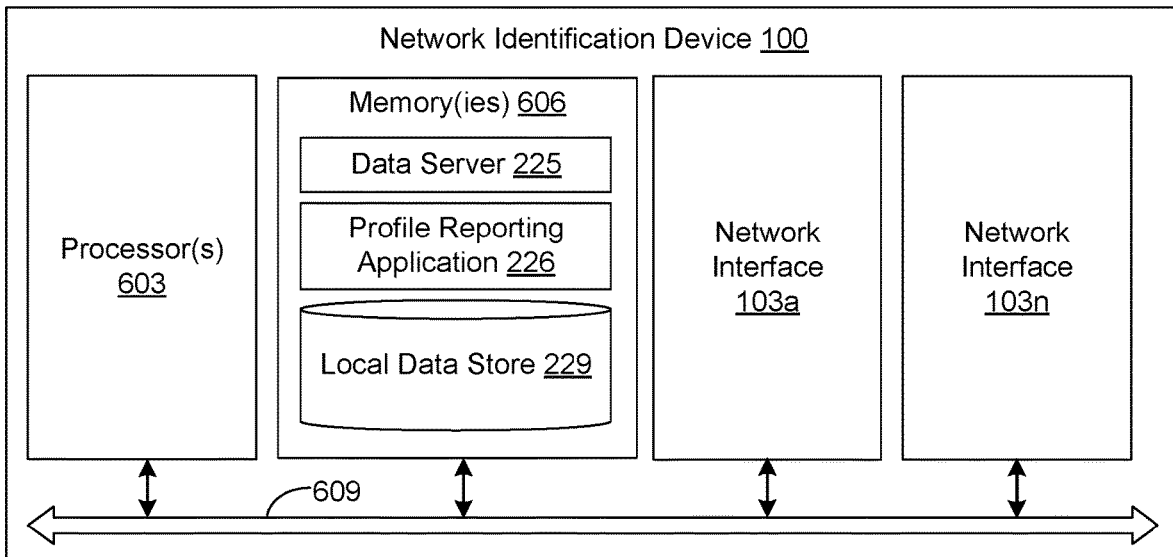 Network Identification Device 100
Processor(s)
603
Memory(ies) 606
Data Server 225
Profile Reporting
Application 226
Local Data Store 229
Network
Interface
103a
Network
Interface
103n
609